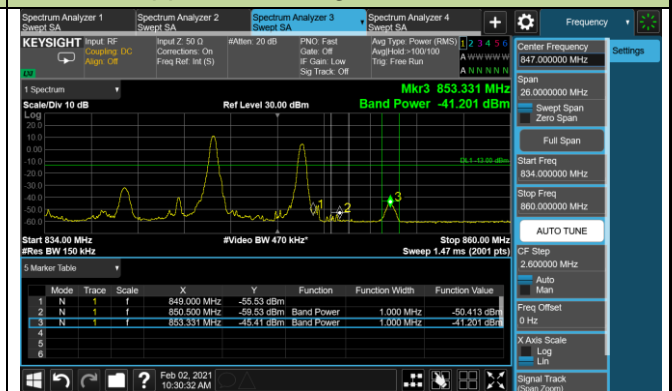 Spectrum Analyzer 1
Swept SA
Spectrum Analyzer 2
Swept SA
Spectrum Analyzer 3
Swept SA
Spectrum Analyzer 4
Swept SA
+
Frequency
KEYSIGHT
Input: RF
Coupling: DC
Align: Off
Input Z: 50 Ω
Corrections: On
Freq Ref: Int (S)
#Atten: 20 dB
PNO: Fast
Gate: Off
IF Gain: Low
Sig Track: Off
Avg Type: Power (RMS)
Avg|Hold >100/100
Trig: Free Run
1 2 3 4 5 6
A W W W W W
A N N N N N
LXI
1 Spectrum
Scale/Div 10 dB
Ref Level 30.00 dBm
Mkr3 853.331 MHz
Band Power -41.201 dBm
Log
20.0
10.0
0.00
-10.0
-20.0
-30.0
-40.0
-50.0
-60.0
DL1 -13.00 dBm
1
2
3
Start 834.00 MHz
#Video BW 470 kHz*
Stop 860.00 MHz
#Res BW 150 kHz
Sweep 1.47 ms (2001 pts)
5 Marker Table
Mode Trace Scale X Y Function Function Width Function Value
1 N 1 f 849.000 MHz -55.53 dBm
2 N 1 f 850.500 MHz -59.53 dBm Band Power 1.000 MHz -50.413 dBm
3 N 1 f 853.331 MHz -45.41 dBm Band Power 1.000 MHz -41.201 dBm
4
5
6
?
Feb 02, 2021
10:30:32 AM
Center Frequency
847.000000 MHz
Settings
Span
26.0000000 MHz
Swept Span
Zero Span
Full Span
Start Freq
834.000000 MHz
Stop Freq
860.000000 MHz
AUTO TUNE
CF Step
2.600000 MHz
Auto
Man
Freq Offset
0 Hz
X Axis Scale
Log
Lin
Signal Track
(Span Zoom)